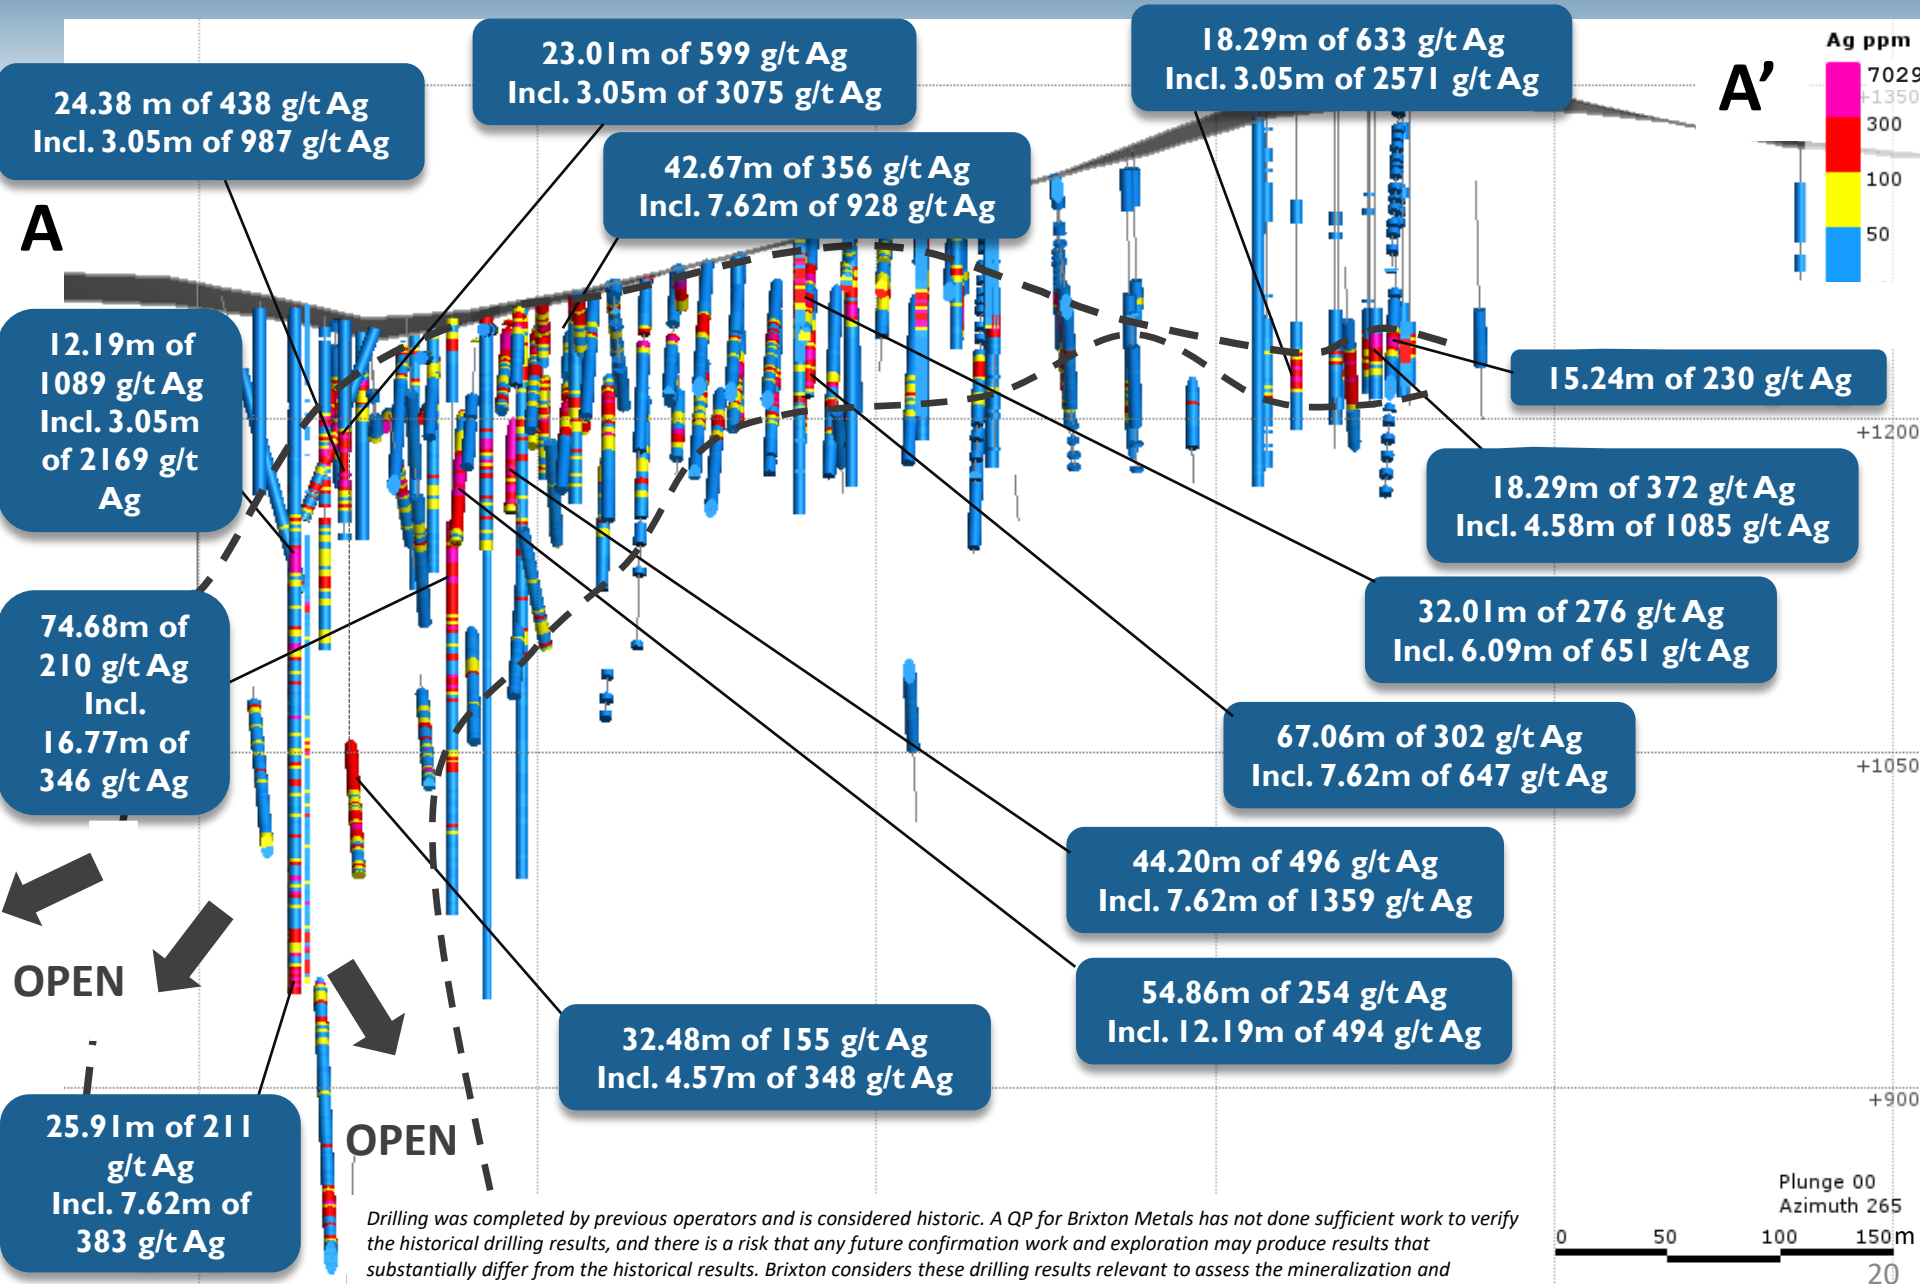 23.01m of 599 g/t Ag
Incl. 3.05m of 3075 g/t Ag
18.29m of 633 g/t Ag
Incl. 3.05m of 2571 g/t Ag
Ag ppm
7029
+1350
300
100
50
A'
24.38 m of 438 g/t Ag
Incl. 3.05m of 987 g/t Ag
42.67m of 356 g/t Ag
Incl. 7.62m of 928 g/t Ag
A
12.19m of
1089 g/t Ag
Incl. 3.05m
of 2169 g/t
Ag
15.24m of 230 g/t Ag
+1200
18.29m of 372 g/t Ag
Incl. 4.58m of 1085 g/t Ag
32.01m of 276 g/t Ag
Incl. 6.09m of 651 g/t Ag
74.68m of
210 g/t Ag
Incl.
16.77m of
346 g/t Ag
67.06m of 302 g/t Ag
Incl. 7.62m of 647 g/t Ag
+1050
44.20m of 496 g/t Ag
Incl. 7.62m of 1359 g/t Ag
OPEN
54.86m of 254 g/t Ag
Incl. 12.19m of 494 g/t Ag
32.48m of 155 g/t Ag
Incl. 4.57m of 348 g/t Ag
+900
25.91m of 211
g/t Ag
Incl. 7.62m of
383 g/t Ag
OPEN
Plunge 00
Azimuth 265
0 50 100 150m
Drilling was completed by previous operators and is considered historic. A QP for Brixton Metals has not done sufficient work to verify
the historical drilling results, and there is a risk that any future confirmation work and exploration may produce results that
substantially differ from the historical results. Brixton considers these drilling results relevant to assess the mineralization and
20